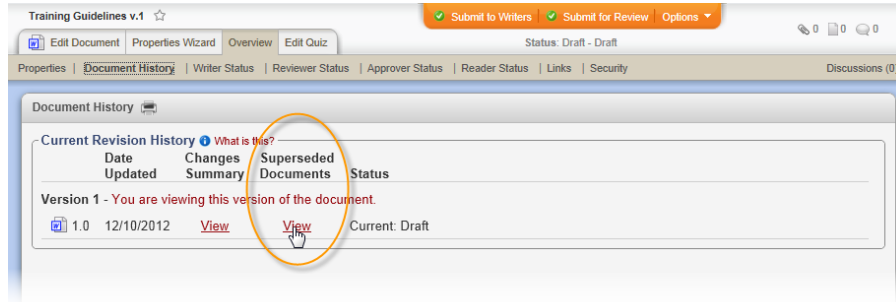 Training Guidelines v.1
Submit to Writers | Submit for Review | Options
0 0 0
Edit Document Properties Wizard Overview Edit Quiz
Status: Draft - Draft
Properties | Document History | Writer Status | Reviewer Status | Approver Status | Reader Status | Links | Security
Discussions (0
Document History
Current Revision History What is this?
Date Updated
Changes Summary
Superseded Documents
Status
Version 1 - You are viewing this version of the document.
1.0 12/10/2012 View View Current: Draft